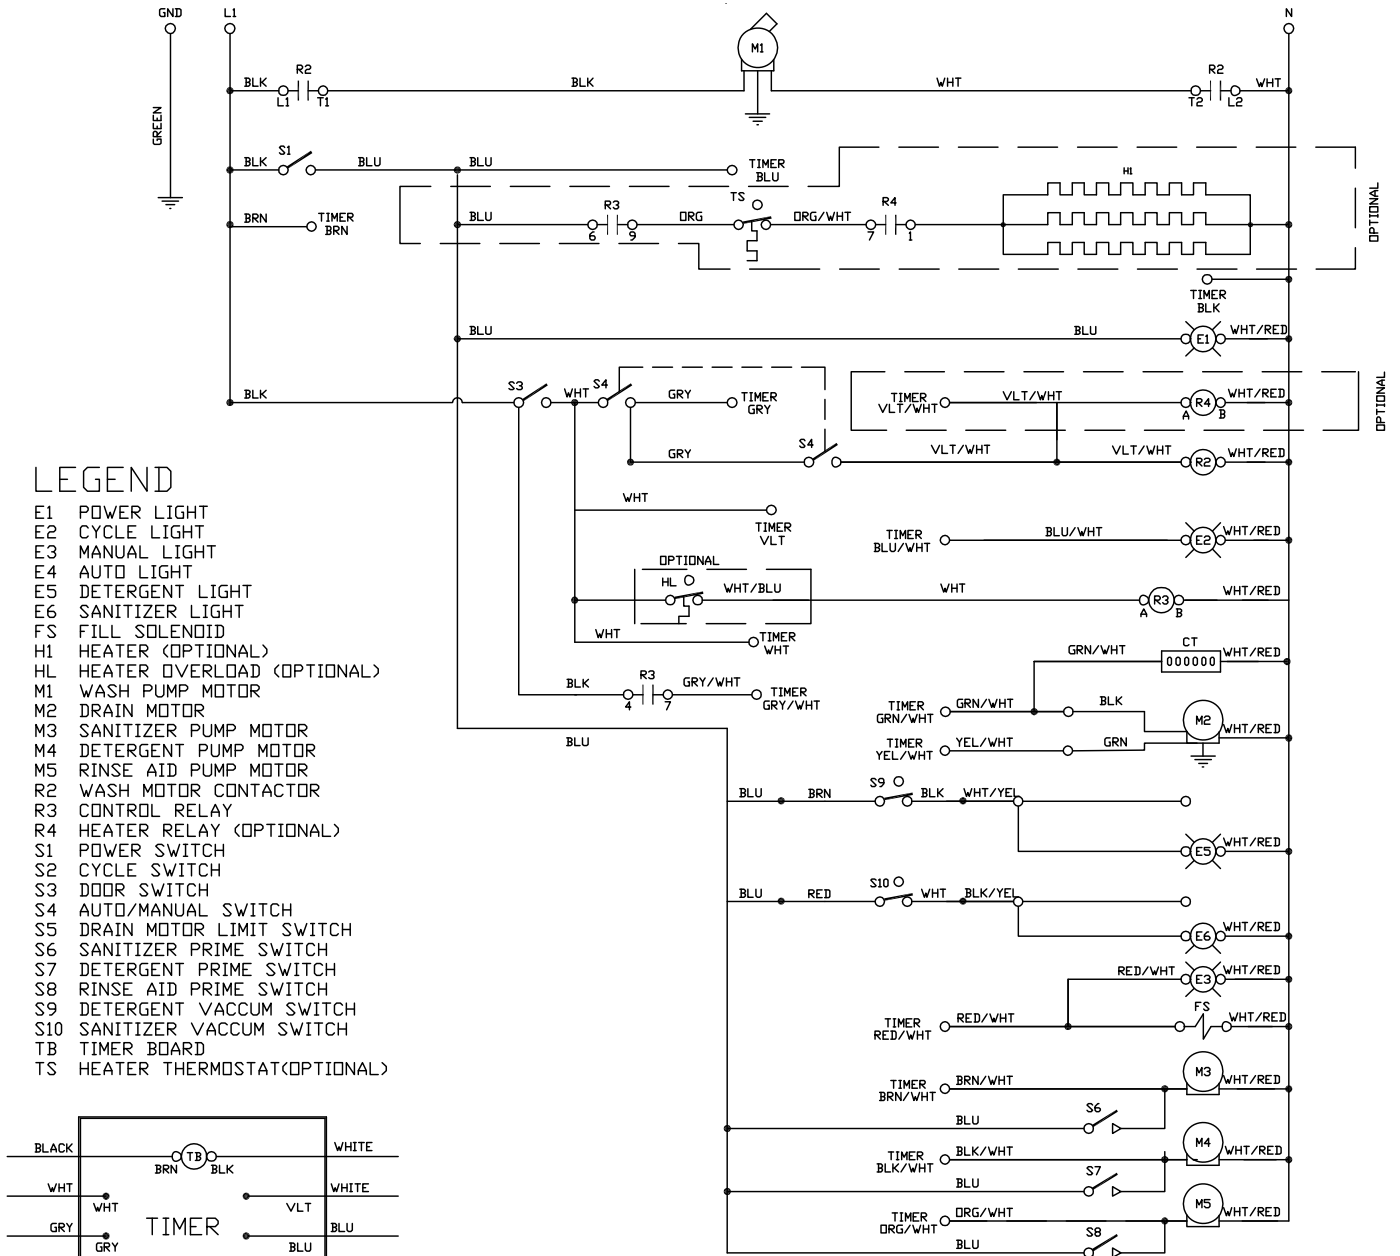 GND L1 N
M1
BLK R2 BLK WHT R2 WHT
L1 T1 T2 L2
GREEN
S1
BLK BLU BLU TIMER
BLU
H1
TS
BRN TIMER
BRN
BLU R3 ORG ORG/WHT R4
6 9 7 1
OPTIONAL
TIMER
BLK
BLU BLU E1 WHT/RED
BLK S3 WHT S4 GRY TIMER
GRY
TIMER
VLT/WHT VLT/WHT R4 WHT/RED
A B
OPTIONAL
GRY S4 VLT/WHT VLT/WHT R2 WHT/RED
WHT
TIMER
VLT
TIMER
BLU/WHT BLU/WHT E2 WHT/RED
OPTIONAL
HL WHT/BLU WHT R3 WHT/RED
A B
WHT TIMER
WHT
GRN/WHT CT WHT/RED
000000
BLK R3 GRY/WHT TIMER
GRY/WHT
4 7
TIMER
GRN/WHT GRN/WHT BLK M2 WHT/RED
TIMER
YEL/WHT YEL/WHT GRN
BLU
BLU BRN S9 BLK WHT/YEL
E5 WHT/RED
BLU RED S10 WHT BLK/YEL
E6 WHT/RED
RED/WHT E3 WHT/RED
TIMER
RED/WHT RED/WHT FS WHT/RED
TIMER
BRN/WHT BRN/WHT M3 WHT/RED
BLU S6
TIMER
BLK/WHT BLK/WHT M4 WHT/RED
BLU S7
TIMER
ORG/WHT ORG/WHT M5 WHT/RED
BLU S8
LEGEND
E1 POWER LIGHT
E2 CYCLE LIGHT
E3 MANUAL LIGHT
E4 AUTO LIGHT
E5 DETERGENT LIGHT
E6 SANITIZER LIGHT
FS FILL SOLENOID
H1 HEATER (OPTIONAL)
HL HEATER OVERLOAD (OPTIONAL)
M1 WASH PUMP MOTOR
M2 DRAIN MOTOR
M3 SANITIZER PUMP MOTOR
M4 DETERGENT PUMP MOTOR
M5 RINSE AID PUMP MOTOR
R2 WASH MOTOR CONTACTOR
R3 CONTROL RELAY
R4 HEATER RELAY (OPTIONAL)
S1 POWER SWITCH
S2 CYCLE SWITCH
S3 DOOR SWITCH
S4 AUTO/MANUAL SWITCH
S5 DRAIN MOTOR LIMIT SWITCH
S6 SANITIZER PRIME SWITCH
S7 DETERGENT PRIME SWITCH
S8 RINSE AID PRIME SWITCH
S9 DETERGENT VACCUM SWITCH
S10 SANITIZER VACCUM SWITCH
TB TIMER BOARD
TS HEATER THERMOSTAT(OPTIONAL)
BLACK BRN TB BLK WHITE
WHT WHT VLT WHITE
TIMER
GRY GRY BLU BLU